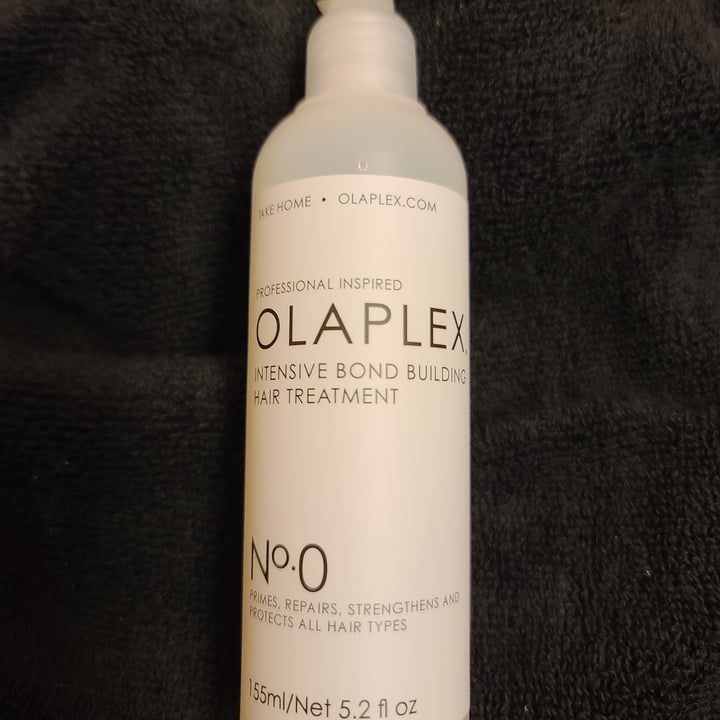 TAKE HOME • OLAPLEX.COM
PROFESSIONAL INSPIRED
OLAPLEX.
INTENSIVE BOND BUILDING
HAIR TREATMENT
Nº.0
PRIMES, REPAIRS, STRENGTHENS AND
PROTECTS ALL HAIR TYPES
155ml/Net 5.2 fl oz